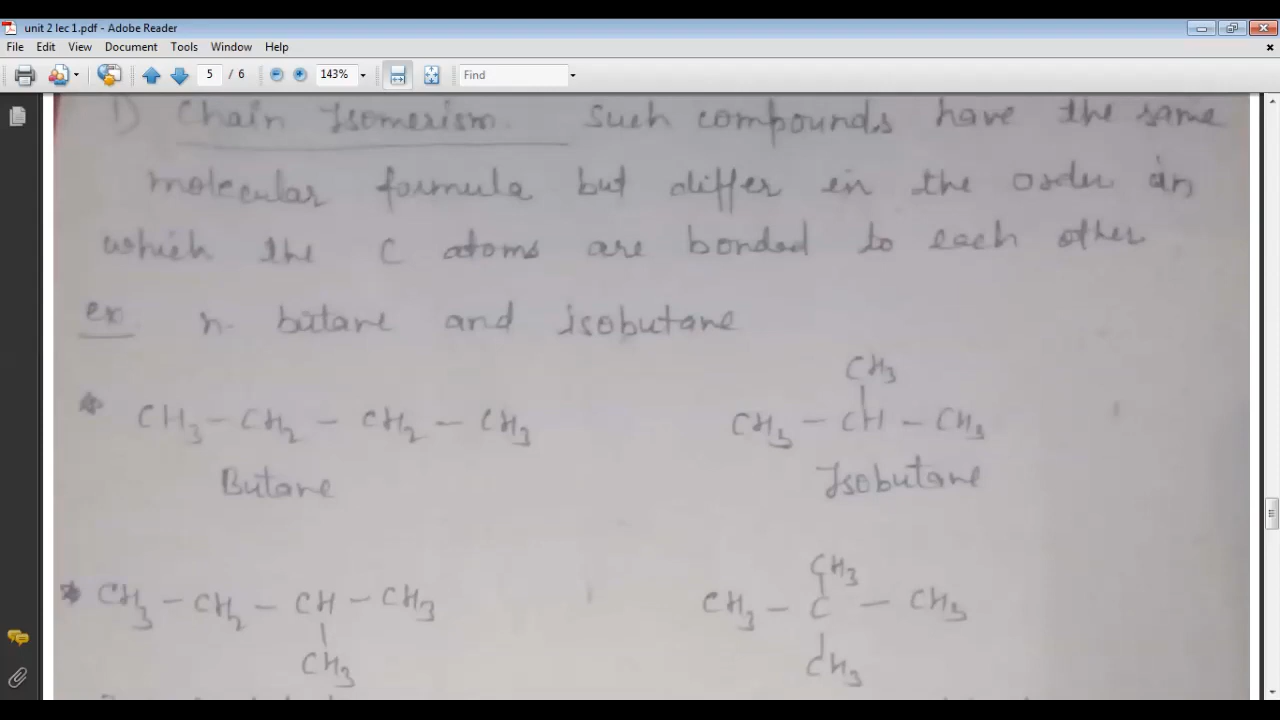 unit 2 lec 1.pdf - Adobe Reader
File Edit View Document Tools Window Help
5 / 6 143% Find
1) Chain Isomerism. Such compounds have the same
molecular formula but differ in the order in
which the C atoms are bonded to each other
ex n- butane and isobutane
CH3
* CH3 - CH2 - CH2 - CH3 CH3 - CH - CH3
Butane Isobutane
CH3
* CH3 - CH2 - CH - CH3 CH3 - C - CH3
CH3 CH3